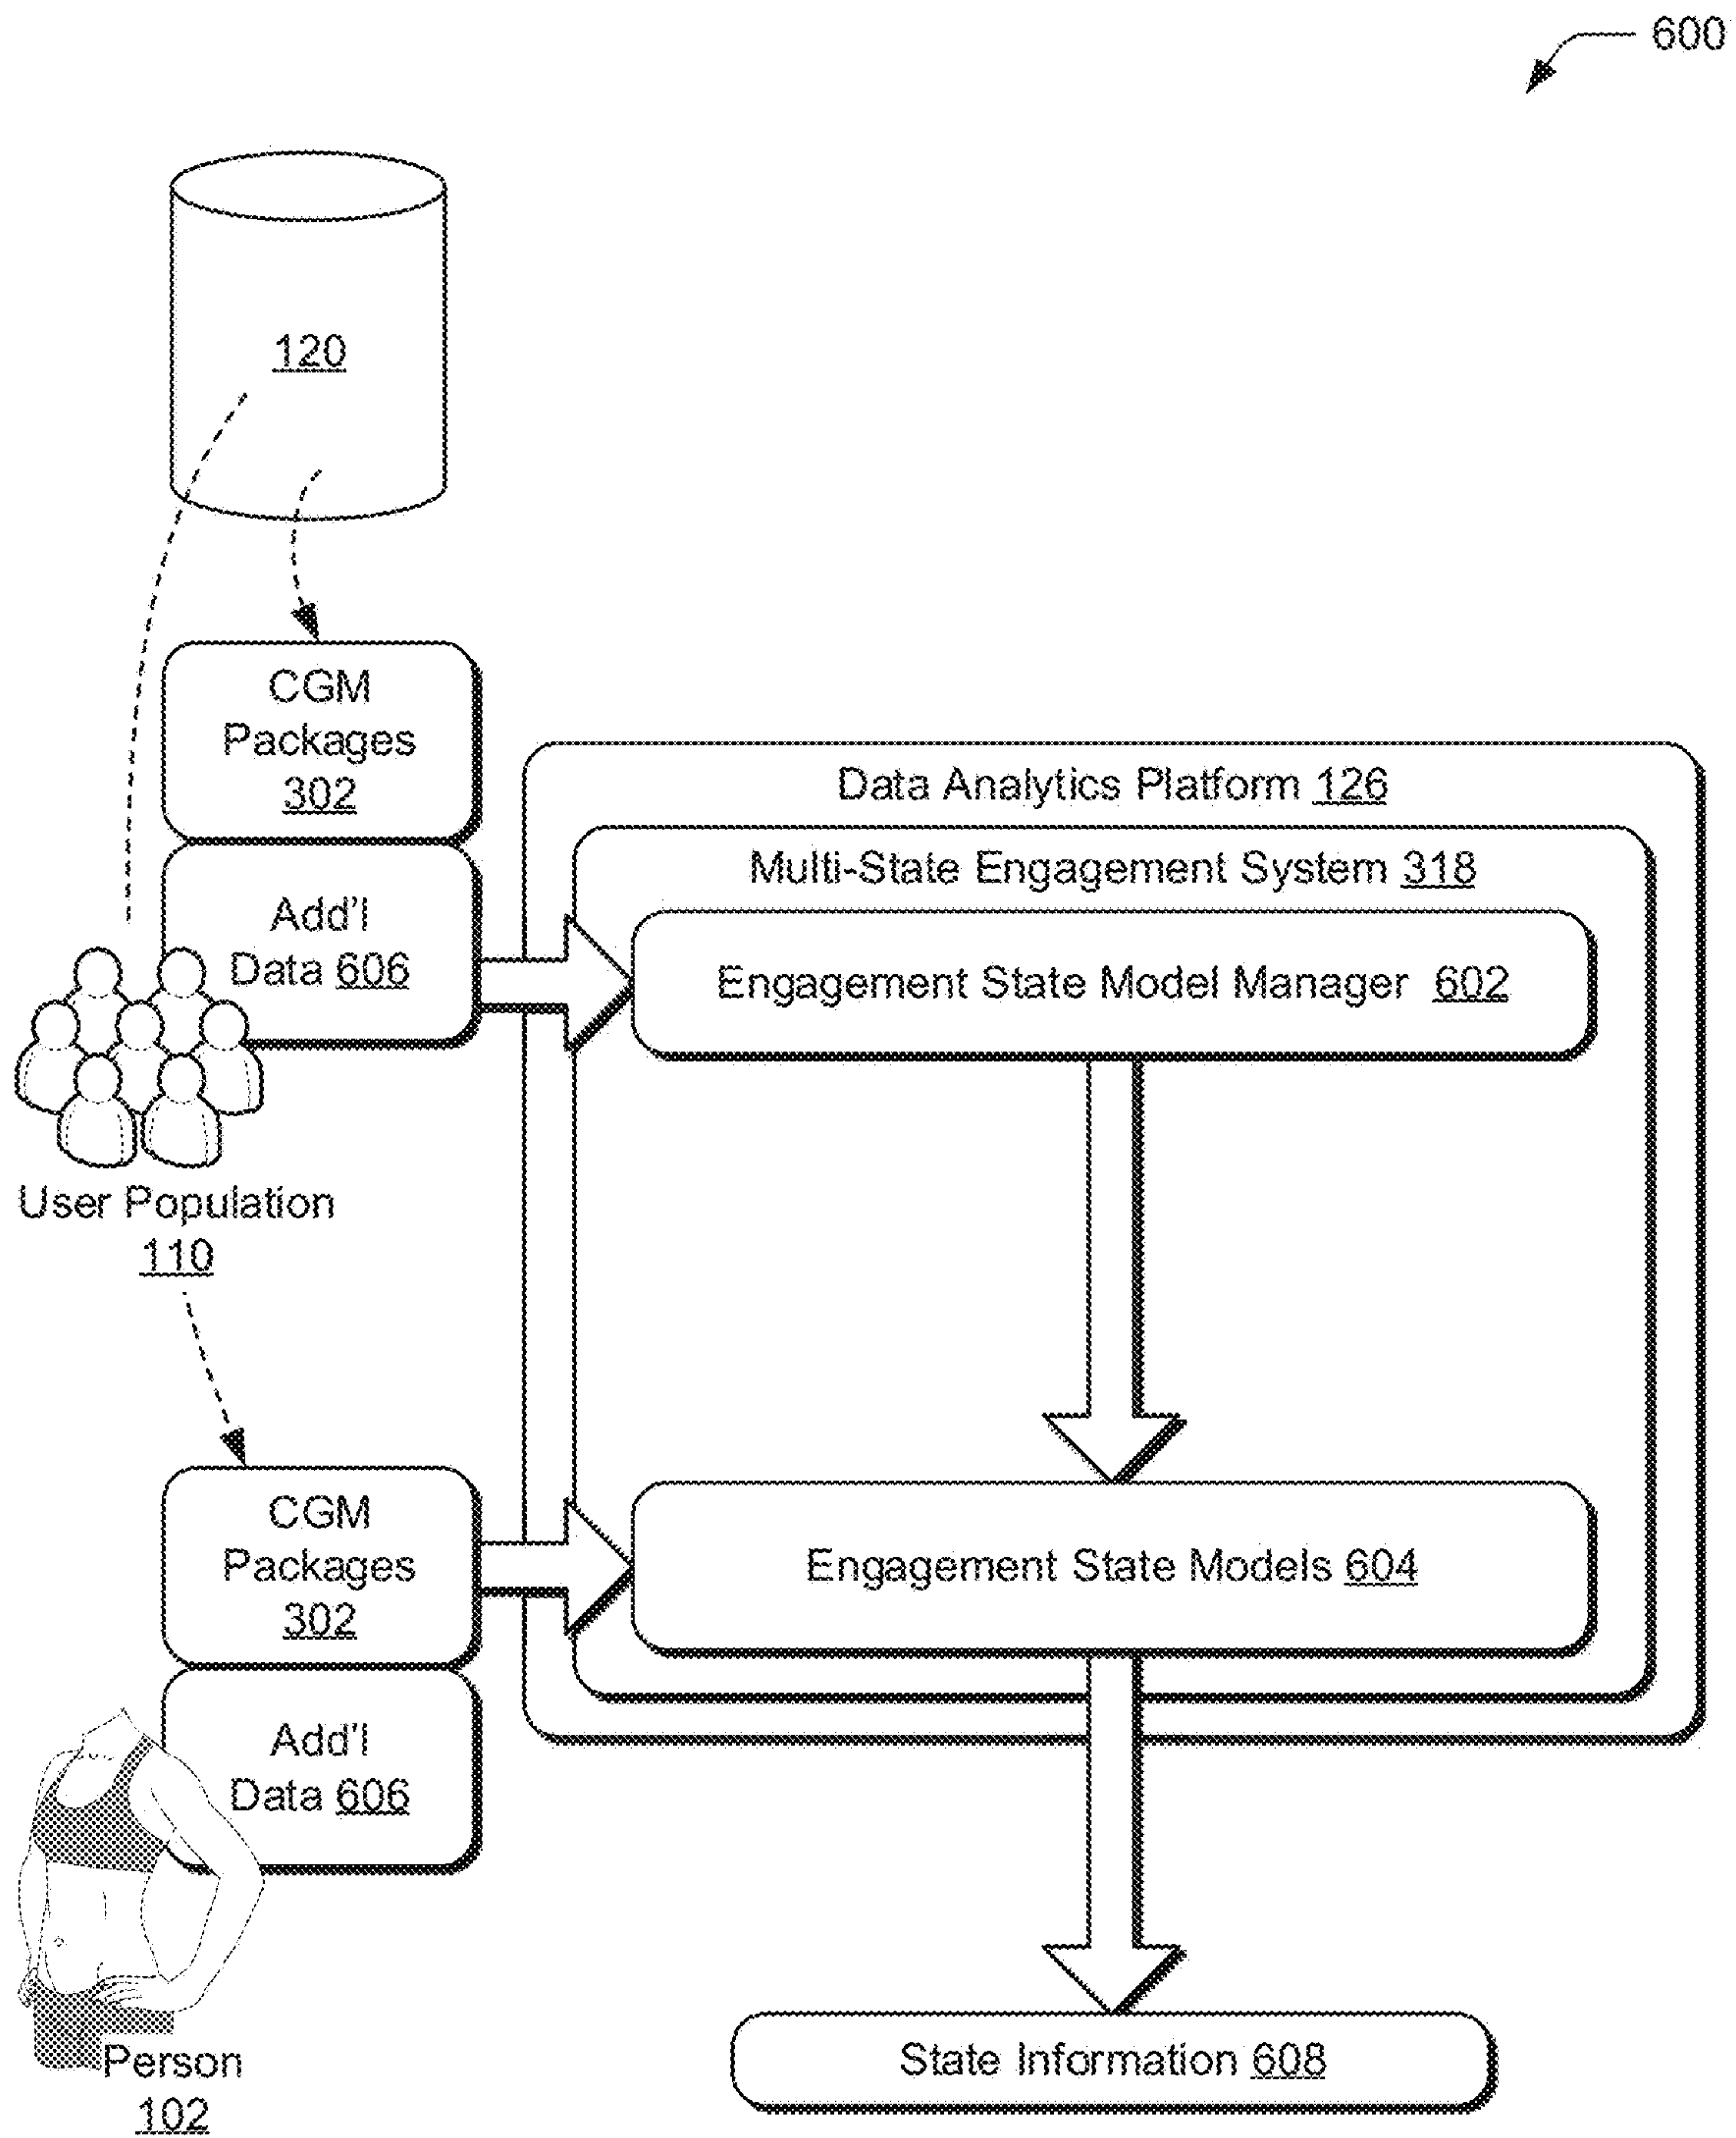 600
120
CGM
Packages
302
Add'l
Data 606
User Population
110
Data Analytics Platform 126
Multi-State Engagement System 318
Engagement State Model Manager 602
CGM
Packages
302
Add'l
Data 606
Person
102
Engagement State Models 604
State Information 608